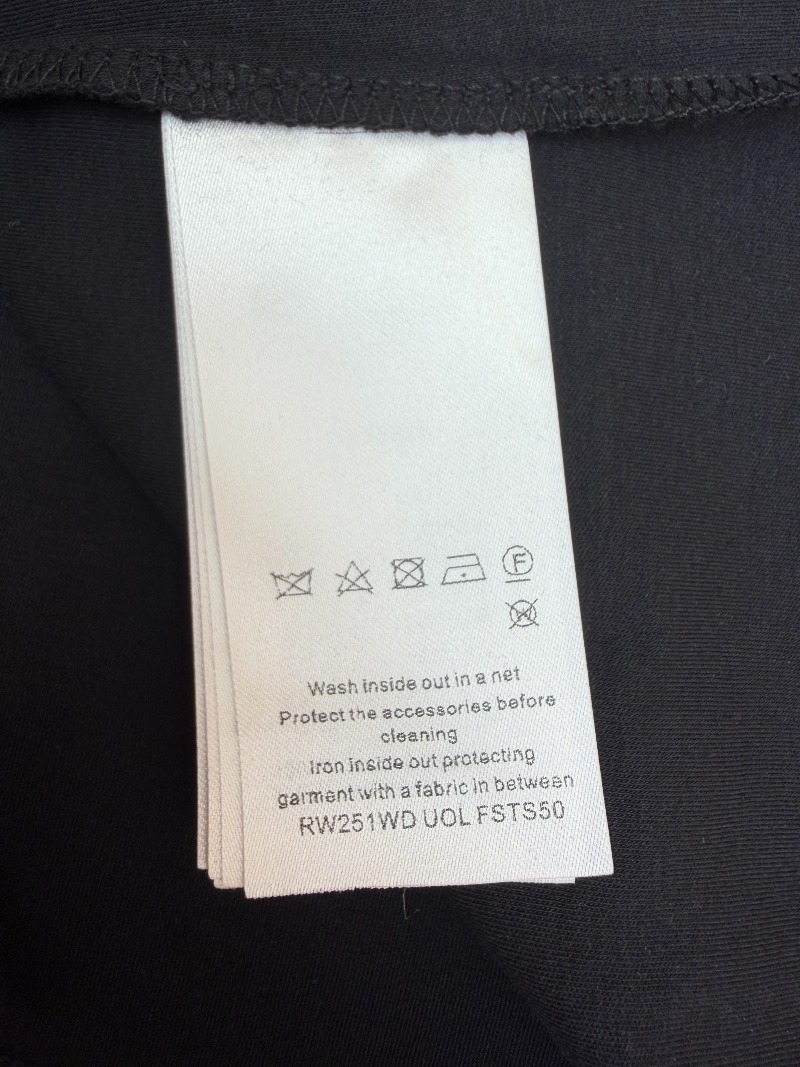 F
W
Wash inside out in a net
Protect the accessories before
cleaning
Iron inside out protecting
garment with a fabric in between
RW251WD UOL FSTS50